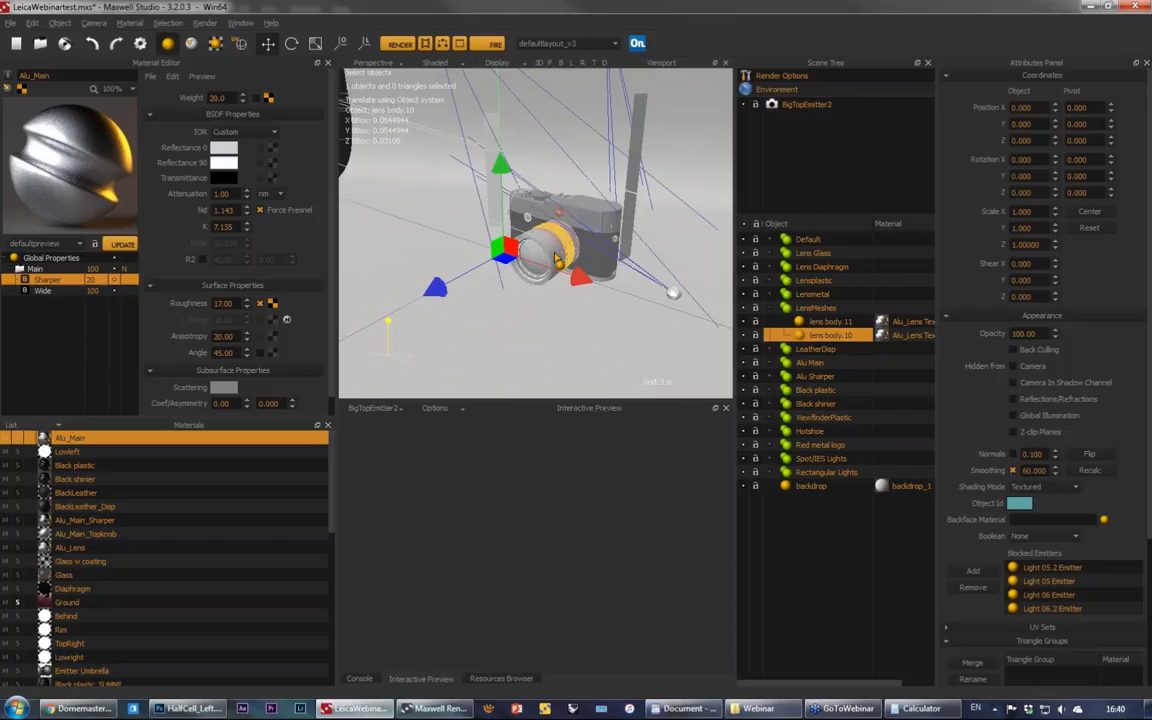 LeicaWebinartest.mxs* - Maxwell Studio - 3.2.0.3 - Win64
File Edit Object Camera Material Selection Render Window Help
RENDER FIRE defaultlayout_v3 On
Material Editor
Alu_Main
100%
defaultpreview UPDATE
Global Properties
Main 100 N
B Sharper 20
B Wide 100
File Edit Preview
Weight 20.0
BSDF Properties
IOR Custom
Reflectance 0
Reflectance 90
Transmittance
Attenuation 1.00 nm
Nd 1.143 Force Fresnel
K 7.135
R2
Surface Properties
Roughness 17.00
Anisotropy 20.00
Angle 45.00
Subsurface Properties
Scattering
Coef/Asymmetry 0.00 0.000
List Materials
M S Alu_Main
M S Lowleft
M S Black plastic
M S Black shinier
M S BlackLeather
M S BlackLeather_Disp
M S Alu_Main_Sharper
M S Alu_Main_Topknob
M S Alu_Lens
M S Glass w coating
M S Glass
M S Diaphragm
M S Ground
M S Behind
M S Rim
M S TopRight
M S Lowright
M S Emitter Umbrella
M S Black plastic_SUMMI
Perspective Shaded Display 3D F B L R T D Viewport
Select objects
1 objects and 0 triangles selected
Translate using Object system
Object: lens body.10
X BBox: 0.0544944
Y BBox: 0.0544944
Z BBox: 0.03108
Grid: 1 m
BigTopEmitter2 Options Interactive Preview
Console Interactive Preview Resources Browser
Scene Tree
Render Options
Environment
BigTopEmitter2
Object Material
Default
Lens Glass
Lens Diaphragm
Lensplastic
Lensmetal
LensMeshes
lens body.11 Alu_Lens Tex
lens body.10 Alu_Lens Tex
LeatherDisp
Alu Main
Alu Sharper
Black plastic
Black shinier
ViewfinderPlastic
Hotshoe
Red metal logo
Spot/IES Lights
Rectangular Lights
backdrop backdrop_1
Attributes Panel
Coordinates
Object Pivot
Position X 0.000 0.000
Y 0.000 0.000
Z 0.000 0.000
Rotation X 0.000 0.000
Y 0.000 0.000
Z 0.000 0.000
Scale X 1.000 Center
Y 1.000 Reset
Z 1.00000
Shear X 0.000
Y 0.000
Z 0.000
Appearance
Opacity 100.00
Back Culling
Hidden from Camera
Camera In Shadow Channel
Reflections/Refractions
Global Illumination
Z-clip Planes
Normals 0.100 Flip
Smoothing 60.000 Recalc
Shading Mode Textured
Object Id
Backface Material
Boolean None
Blocked Emitters
Add Light 05.2 Emitter
Light 05 Emitter
Remove Light 06 Emitter
Light 06.2 Emitter
UV Sets
Triangle Groups
Merge Triangle Group Material
Rename
Domemaster... HalfCell_Left... Ae Pr Lr LeicaWebina... Maxwell Ren... Document - ... Webinar GoToWebinar Calculator EN 16:40